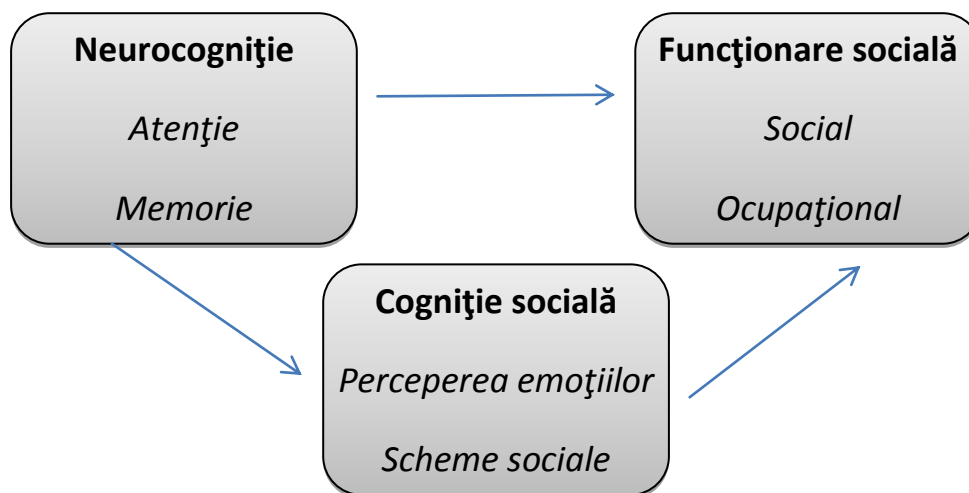 Neurocogniţie
Atenţie
Memorie
Funcţionare socială
Social
Ocupaţional
Cogniţie socială
Perceperea emoţiilor
Scheme sociale